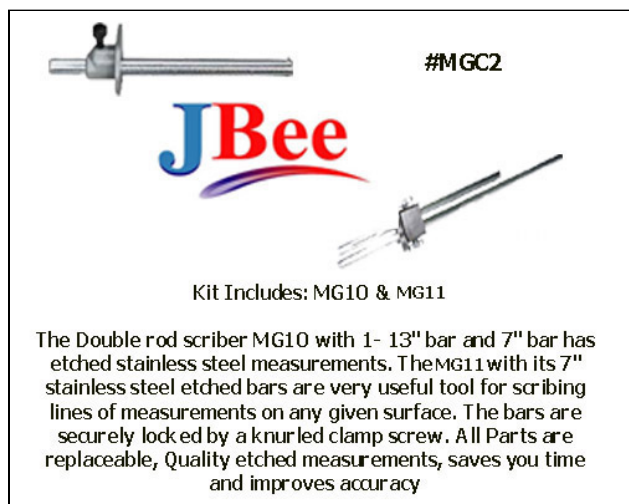 #MGC2
JBee
Kit Includes: MG10 & MG11
The Double rod scriber MG10 with 1- 13" bar and 7" bar has
etched stainless steel measurements. The MG11 with its 7"
stainless steel etched bars are very useful tool for scribing
lines of measurements on any given surface. The bars are
securely locked by a knurled clamp screw. All Parts are
replaceable, Quality etched measurements, saves you time
and improves accuracy